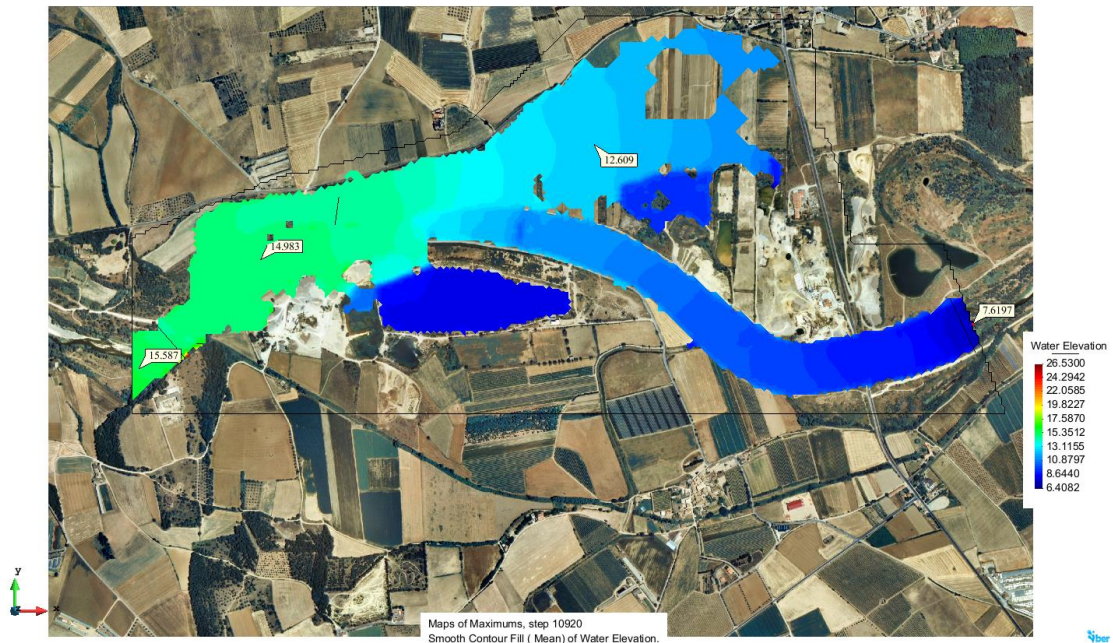 12.609
14.983
7.6197
15.587
Water Elevation
26.5300
24.2942
22.0585
19.8227
17.5870
15.3512
13.1155
10.8797
8.6440
6.4082
y
x
Maps of Maximums, step 10920
Smooth Contour Fill ( Mean) of Water Elevation.
iber